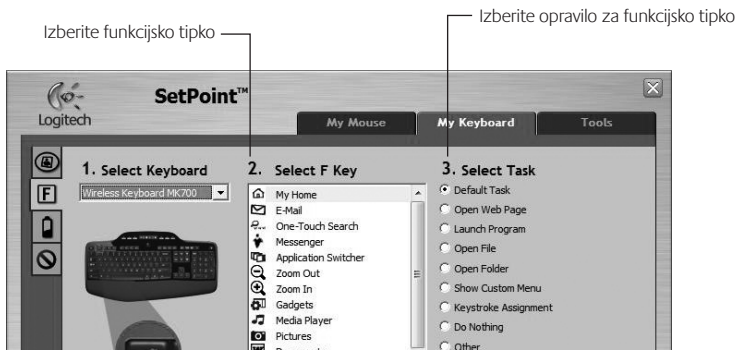 Izberite funkcijsko tipko
Izberite opravilo za funkcijsko tipko
Logitech
SetPoint™
My Mouse
My Keyboard
Tools
1. Select Keyboard
Wireless Keyboard MK700
2. Select F Key
My Home
E-Mail
One-Touch Search
Messenger
Application Switcher
Zoom Out
Zoom In
Gadgets
Media Player
Pictures
3. Select Task
Default Task
Open Web Page
Launch Program
Open File
Open Folder
Show Custom Menu
Keystroke Assignment
Do Nothing
Other